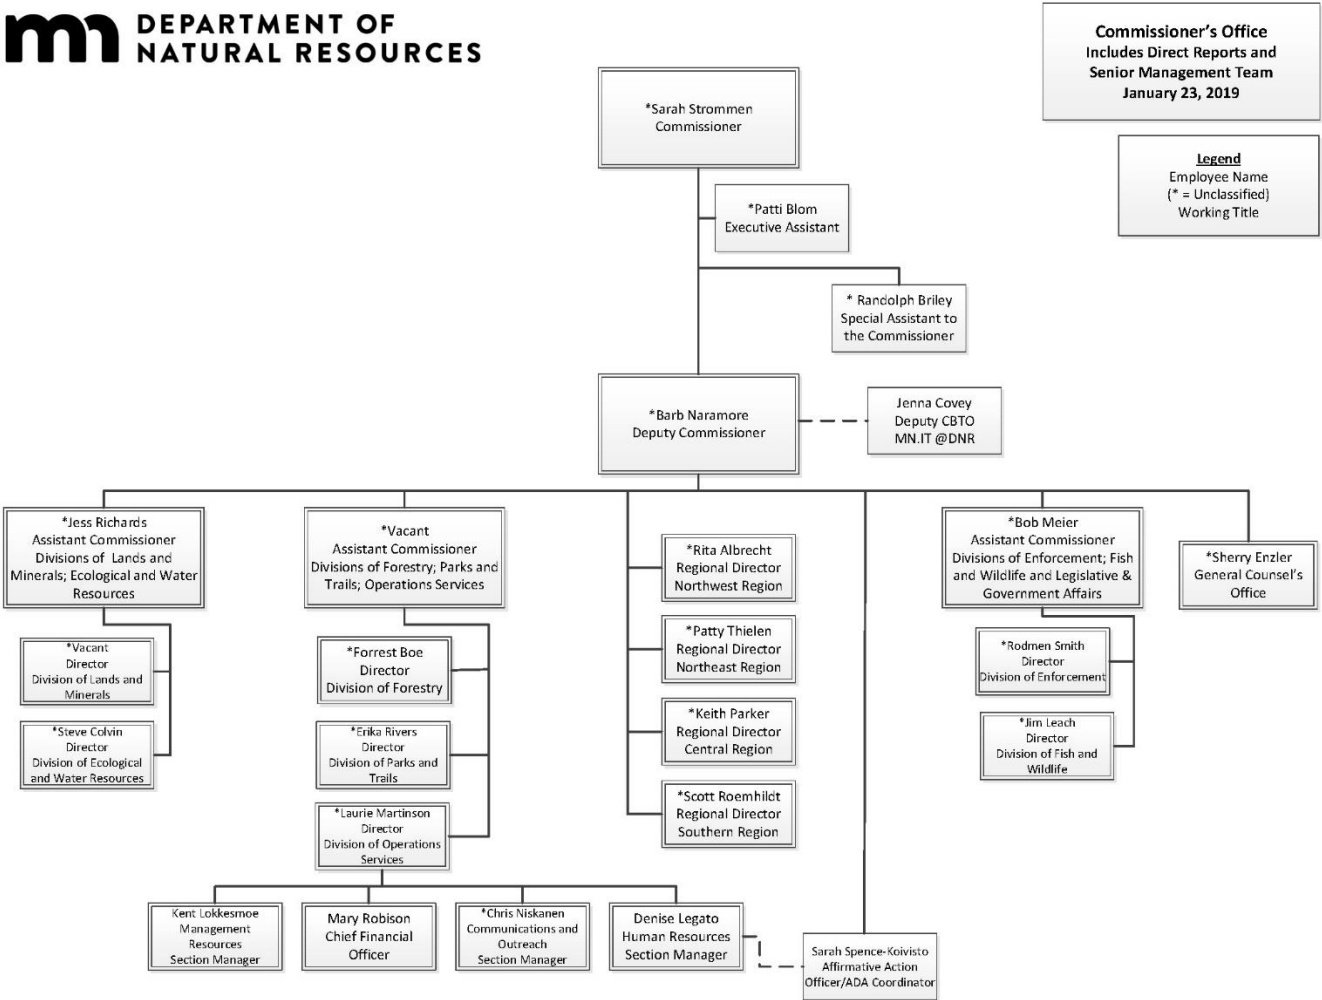 DEPARTMENT OF
NATURAL RESOURCES
Commissioner's Office
Includes Direct Reports and
Senior Management Team
January 23, 2019
Legend
Employee Name
(* = Unclassified)
Working Title
*Sarah Strommen
Commissioner
*Patti Blom
Executive Assistant
* Randolph Briley
Special Assistant to
the Commissioner
*Barb Naramore
Deputy Commissioner
Jenna Covey
Deputy CBTO
MN.IT @DNR
*Jess Richards
Assistant Commissioner
Divisions of Lands and
Minerals; Ecological and Water
Resources
*Vacant
Director
Division of Lands and
Minerals
*Steve Colvin
Director
Division of Ecological
and Water Resources
*Vacant
Assistant Commissioner
Divisions of Forestry; Parks and
Trails; Operations Services
*Forrest Boe
Director
Division of Forestry
*Erika Rivers
Director
Division of Parks and
Trails
*Laurie Martinson
Director
Division of Operations
Services
Kent Lokkesmoe
Management
Resources
Section Manager
Mary Robison
Chief Financial
Officer
*Chris Niskanen
Communications and
Outreach
Section Manager
Denise Legato
Human Resources
Section Manager
*Rita Albrecht
Regional Director
Northwest Region
*Patty Thielen
Regional Director
Northeast Region
*Keith Parker
Regional Director
Central Region
*Scott Roemhildt
Regional Director
Southern Region
Sarah Spence-Koivisto
Affirmative Action
Officer/ADA Coordinator
*Bob Meier
Assistant Commissioner
Divisions of Enforcement; Fish
and Wildlife and Legislative &
Government Affairs
*Rodmen Smith
Director
Division of Enforcement
*Jim Leach
Director
Division of Fish and
Wildlife
*Sherry Enzler
General Counsel's
Office